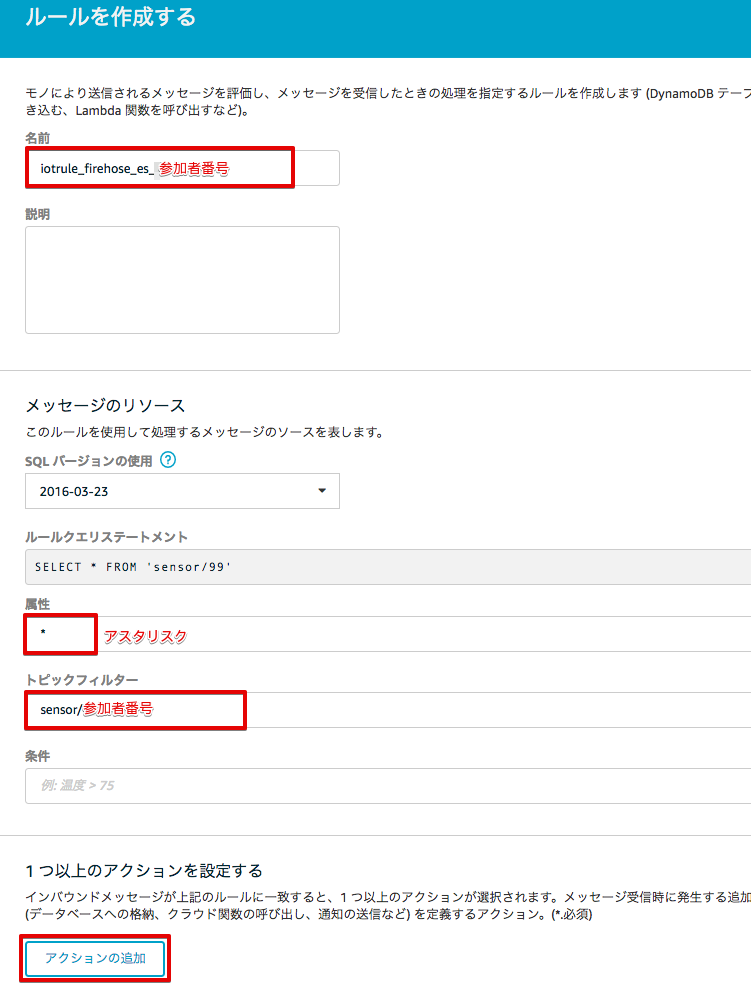 ルールを作成する
モノにより送信されるメッセージを評価し、メッセージを受信したときの処理を指定するルールを作成します (DynamoDB テーブ
き込む、Lambda 関数を呼び出すなど)。
名前
iotrule_firehose_es_参加者番号
説明
メッセージのリソース
このルールを使用して処理するメッセージのソースを表します。
SQL バージョンの使用 ?
2016-03-23
ルールクエリステートメント
SELECT * FROM 'sensor/99'
属性
* アスタリスク
トピックフィルター
sensor/参加者番号
条件
例: 温度 > 75
1 つ以上のアクションを設定する
インバウンドメッセージが上記のルールに一致すると、1 つ以上のアクションが選択されます。メッセージ受信時に発生する追加
(データベースへの格納、クラウド関数の呼び出し、通知の送信など) を定義するアクション。(*.必須)
アクションの追加